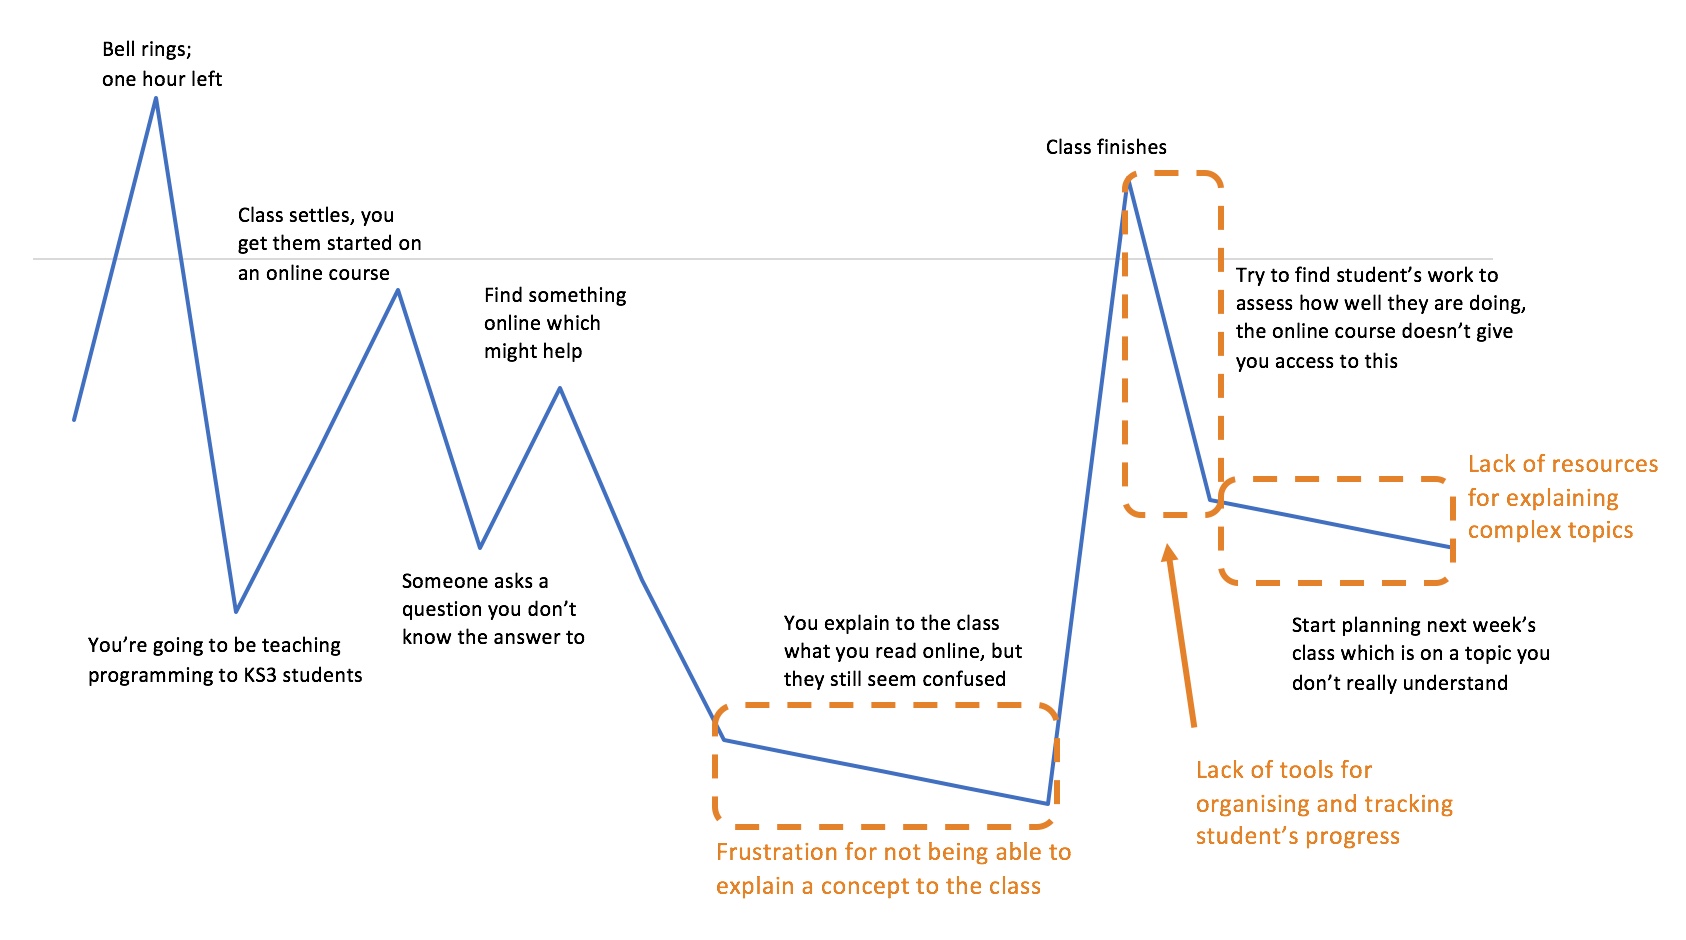 Bell rings;
one hour left
Class settles, you
get them started on
an online course
Find something
online which
might help
Class finishes
Try to find student's work to
assess how well they are doing,
the online course doesn't give
you access to this
Lack of resources
for explaining
complex topics
Someone asks a
question you don't
know the answer to
You're going to be teaching
programming to KS3 students
You explain to the class
what you read online, but
they still seem confused
Start planning next week's
class which is on a topic you
don't really understand
Lack of tools for
organising and tracking
student's progress
Frustration for not being able to
explain a concept to the class